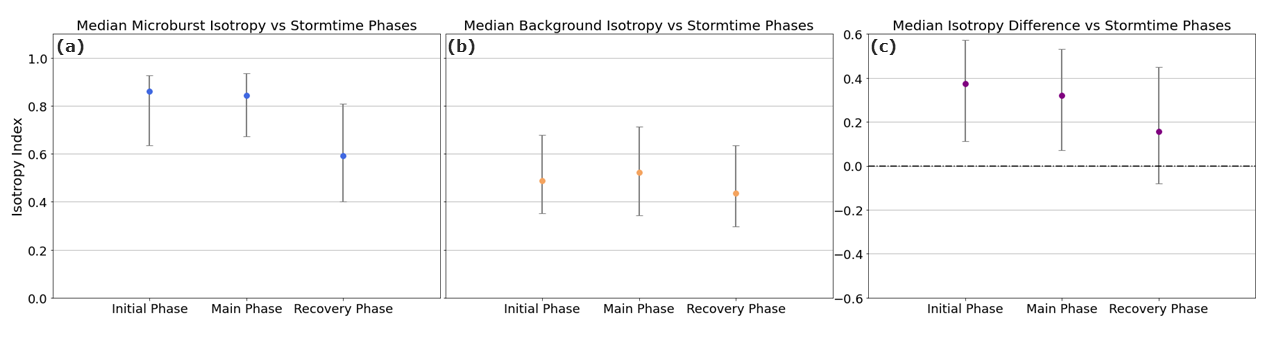 Median Microburst Isotropy vs Stormtime Phases
(a)
Isotropy Index
1.0
0.8
0.6
0.4
0.2
0.0
Initial Phase Main Phase Recovery Phase
Median Background Isotropy vs Stormtime Phases
(b)
Initial Phase Main Phase Recovery Phase
Median Isotropy Difference vs Stormtime Phases
(c)
0.6
0.4
0.2
0.0
−0.2
−0.4
−0.6
Initial Phase Main Phase Recovery Phase